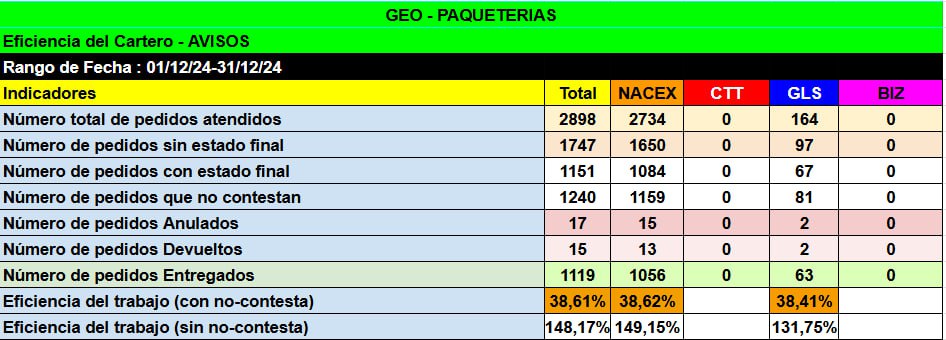 GEO - PAQUETERIAS
Eficiencia del Cartero - AVISOS
Rango de Fecha : 01/12/24-31/12/24
Indicadores Total NACEX CTT GLS BIZ
Número total de pedidos atendidos 2898 2734 0 164 0
Número de pedidos sin estado final 1747 1650 0 97 0
Número de pedidos con estado final 1151 1084 0 67 0
Número de pedidos que no contestan 1240 1159 0 81 0
Número de pedidos Anulados 17 15 0 2 0
Número de pedidos Devueltos 15 13 0 2 0
Número de pedidos Entregados 1119 1056 0 63 0
Eficiencia del trabajo (con no-contesta) 38,61% 38,62% 38,41%
Eficiencia del trabajo (sin no-contesta) 148,17% 149,15% 131,75%